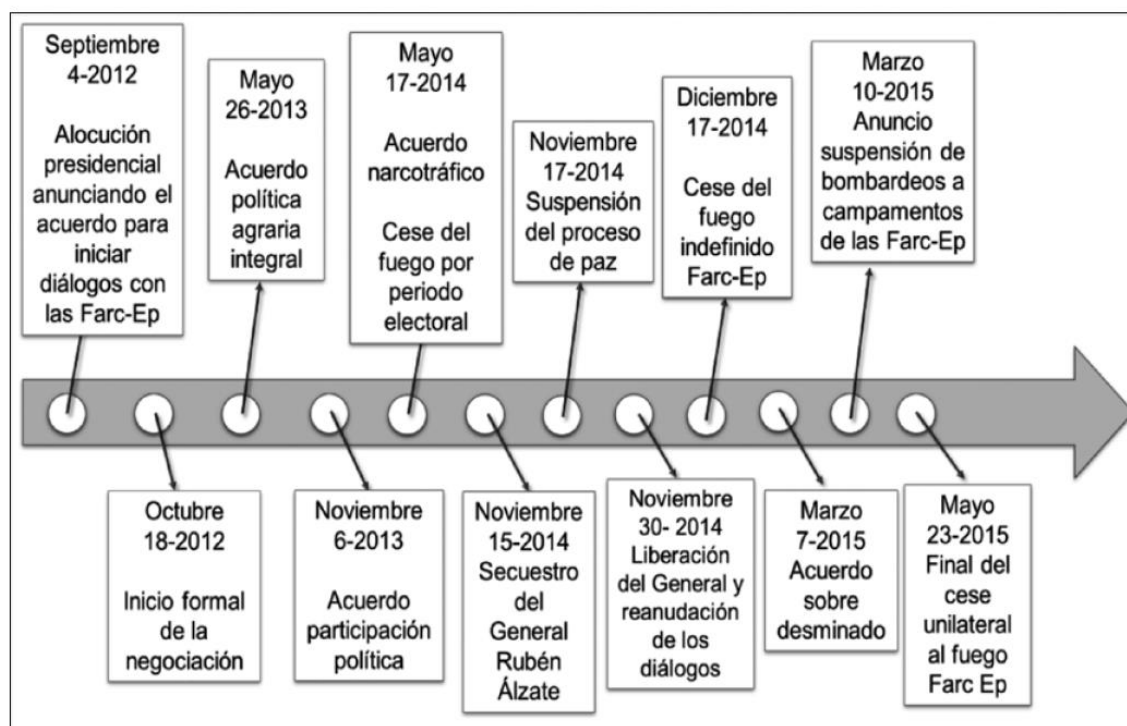 Septiembre
4-2012
Alocución
presidencial
anunciando el
acuerdo para
iniciar
diálogos con
las Farc-Ep
Octubre
18-2012
Inicio formal
de la
negociación
Mayo
26-2013
Acuerdo
política
agraria
integral
Noviembre
6-2013
Acuerdo
participación
política
Mayo
17-2014
Acuerdo
narcotráfico
Cese del
fuego por
periodo
electoral
Noviembre
15-2014
Secuestro
del
General
Rubén
Álzate
Noviembre
17-2014
Suspensión
del proceso
de paz
Noviembre
30- 2014
Liberación
del General y
reanudación
de los
diálogos
Diciembre
17-2014
Cese del
fuego
indefinido
Farc-Ep
Marzo
7-2015
Acuerdo
sobre
desminado
Marzo
10-2015
Anuncio
suspensión de
bombardeos a
campamentos
de las Farc-Ep
Mayo
23-2015
Final del
cese
unilateral
al fuego
Farc Ep